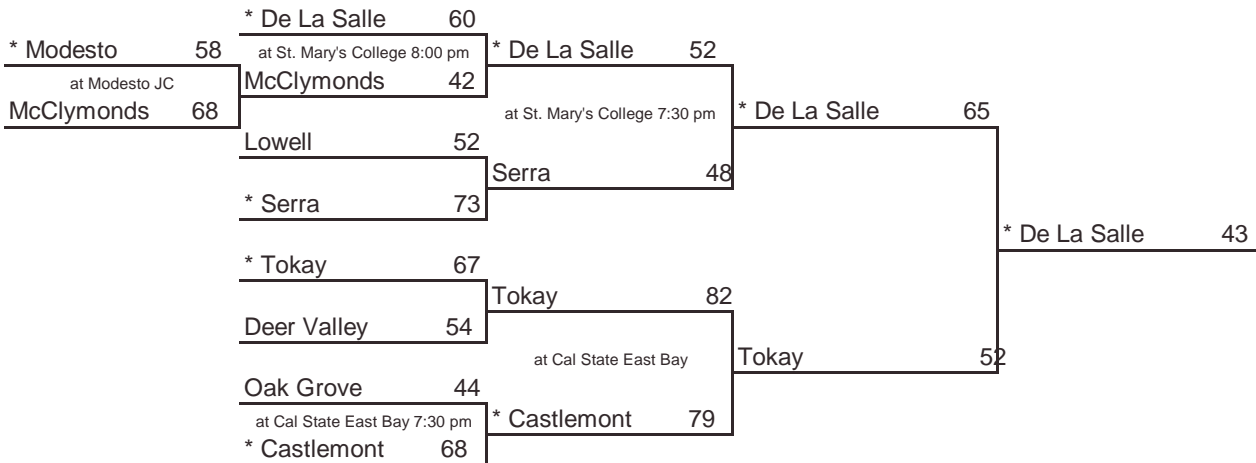 * De La Salle 60
* Modesto 58
at St. Mary's College 8:00 pm
* De La Salle 52
at Modesto JC
McClymonds 42
McClymonds 68
at St. Mary's College 7:30 pm
* De La Salle 65
Lowell 52
Serra 48
* Serra 73
* De La Salle 43
* Tokay 67
Tokay 82
Deer Valley 54
at Cal State East Bay
Tokay 52
Oak Grove 44
at Cal State East Bay 7:30 pm
* Castlemont 79
* Castlemont 68